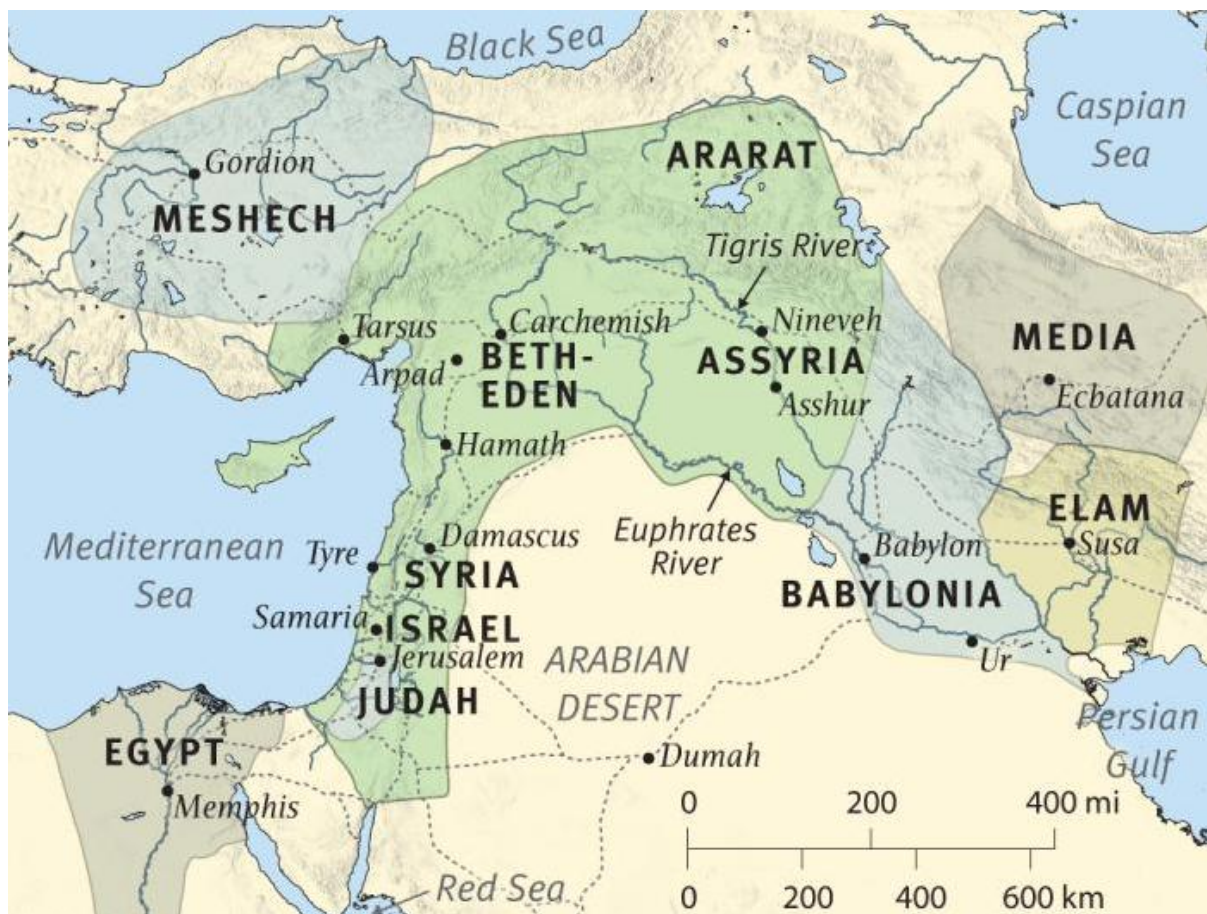 Black Sea
Caspian
Sea
ARARAT
Gordion
MESHECH
Tigris River
Tarsus
Carchemish
Nineveh
MEDIA
BETH-
EDEN
ASSYRIA
Arpad
Asshur
Ecbatana
Hamath
ELAM
Euphrates
River
Damascus
Babylon
Susa
Mediterranean
Sea
Tyre
SYRIA
BABYLONIA
Samaria
ISRAEL
Jerusalem
ARABIAN
DESERT
Ur
JUDAH
Persian
Gulf
EGYPT
Dumah
Memphis
0 200 400 mi
0 200 400 600 km
Red Sea